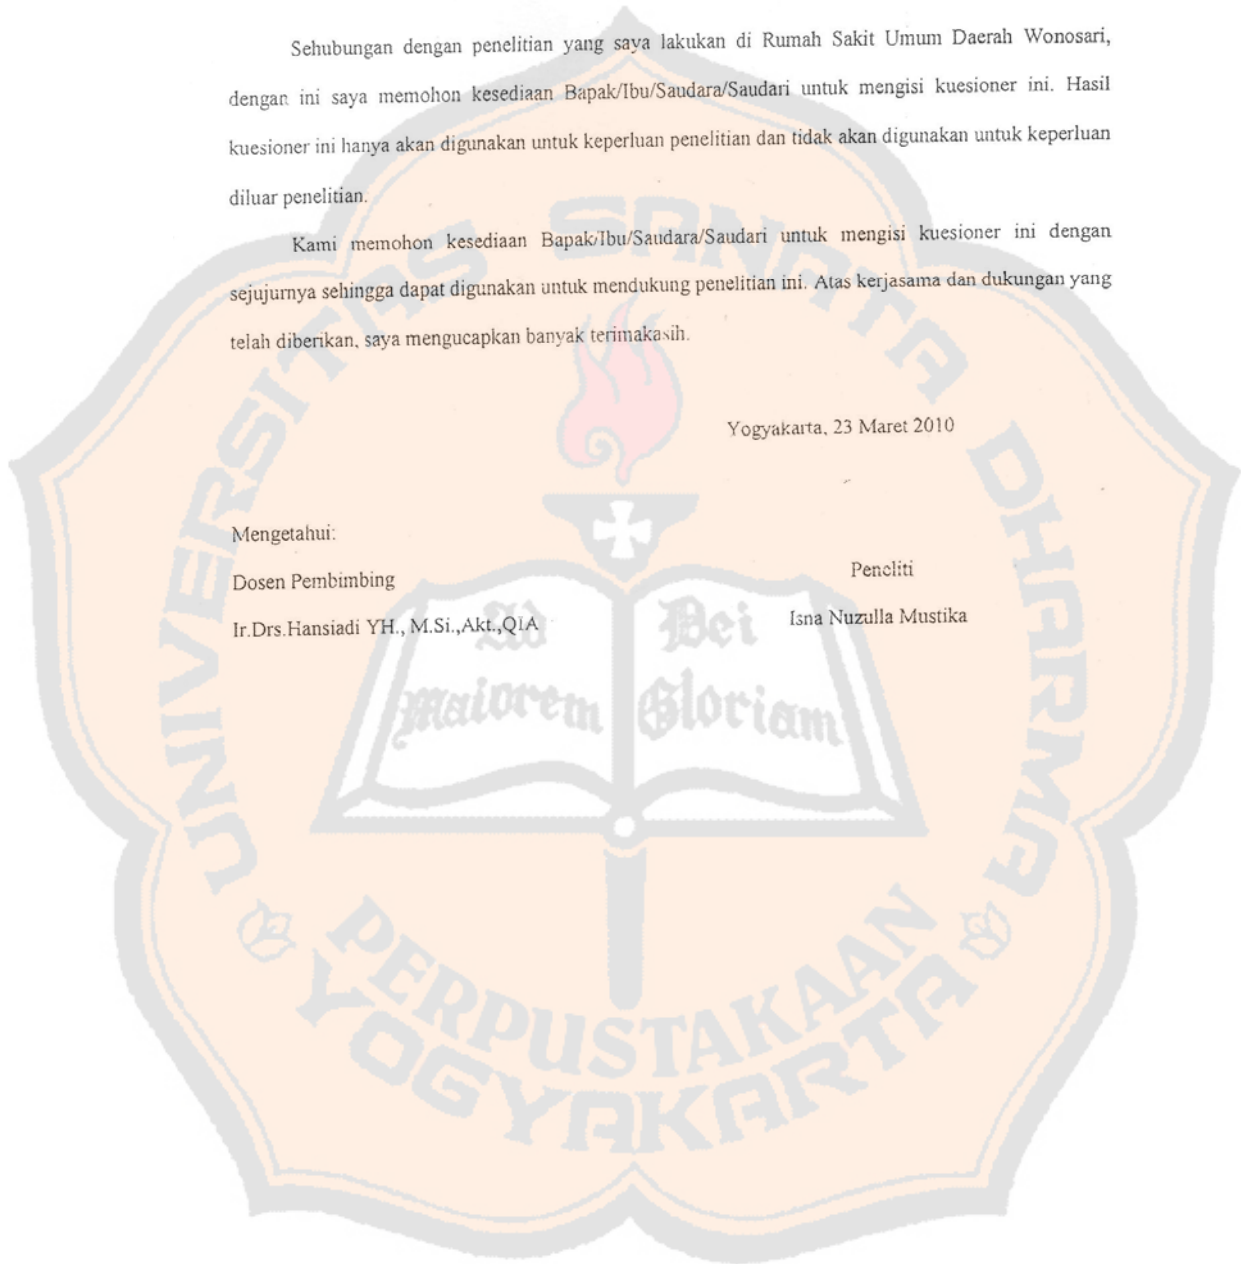 Sehubungan dengan penelitian yang saya lakukan di Rumah Sakit Umum Daerah Wonosari,
dengan ini saya memohon kesediaan Bapak/Ibu/Saudara/Saudari untuk mengisi kuesioner ini. Hasil
kuesioner ini hanya akan digunakan untuk keperluan penelitian dan tidak akan digunakan untuk keperluan
diluar penelitian.
Kami memohon kesediaan Bapak/Ibu/Saudara/Saudari untuk mengisi kuesioner ini dengan
sejujurnya sehingga dapat digunakan untuk mendukung penelitian ini. Atas kerjasama dan dukungan yang
telah diberikan, saya mengucapkan banyak terimakasih.
Yogyakarta, 23 Maret 2010
Mengetahui:
Dosen Pembimbing
Peneliti
Ir.Drs.Hansiadi YH., M.Si.,Akt.,QIA
Isna Nuzulla Mustika
UNIVERSITAS SANATA DHARMA
Ad Dei
maiorem Gloriam
PERPUSTAKAAN
YOGYAKARTA